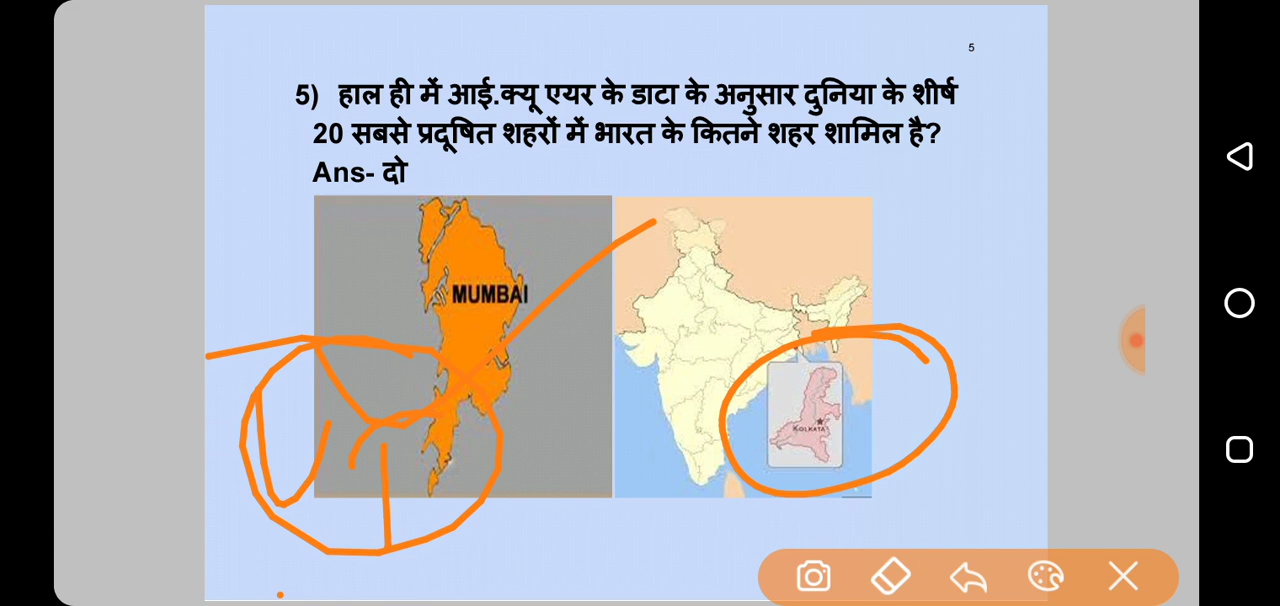 5
5) हाल ही में आई.क्यू एयर के डाटा के अनुसार दुनिया के शीर्ष
20 सबसे प्रदूषित शहरों में भारत के कितने शहर शामिल है?
Ans- दो
MUMBAI
KOLKATA